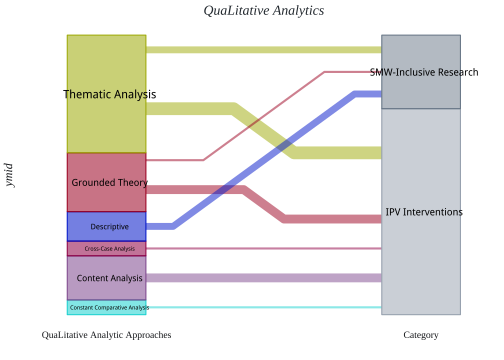 QuaLitative Analytics
ymid
Thematic Analysis
Grounded Theory
Descriptive
Cross-Case Analysis
Content Analysis
Constant Comparative Analysis
SMW-Inclusive Research
IPV Interventions
QuaLitative Analytic Approaches
Category